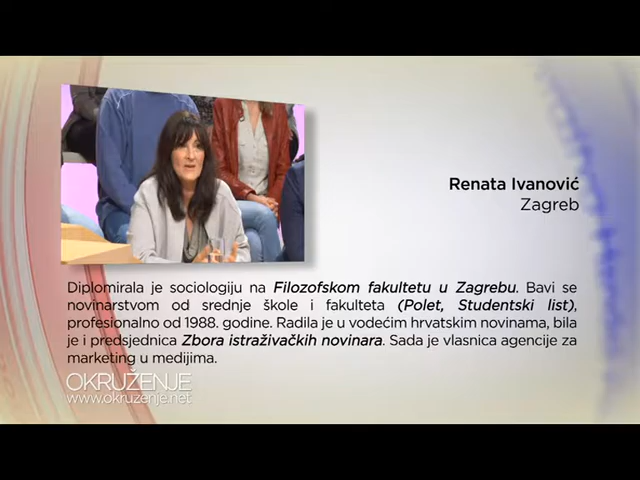 Renata Ivanović
Zagreb
Diplomirala je sociologiju na Filozofskom fakultetu u Zagrebu. Bavi se
novinarstvom od srednje škole i fakulteta (Polet, Studentski list),
profesionalno od 1988. godine. Radila je u vodećim hrvatskim novinama, bila
je i predsjednica Zbora istraživačkih novinara. Sada je vlasnica agencije za
marketing u medijima.
OKRUŽENJE
www.okruzenje.net